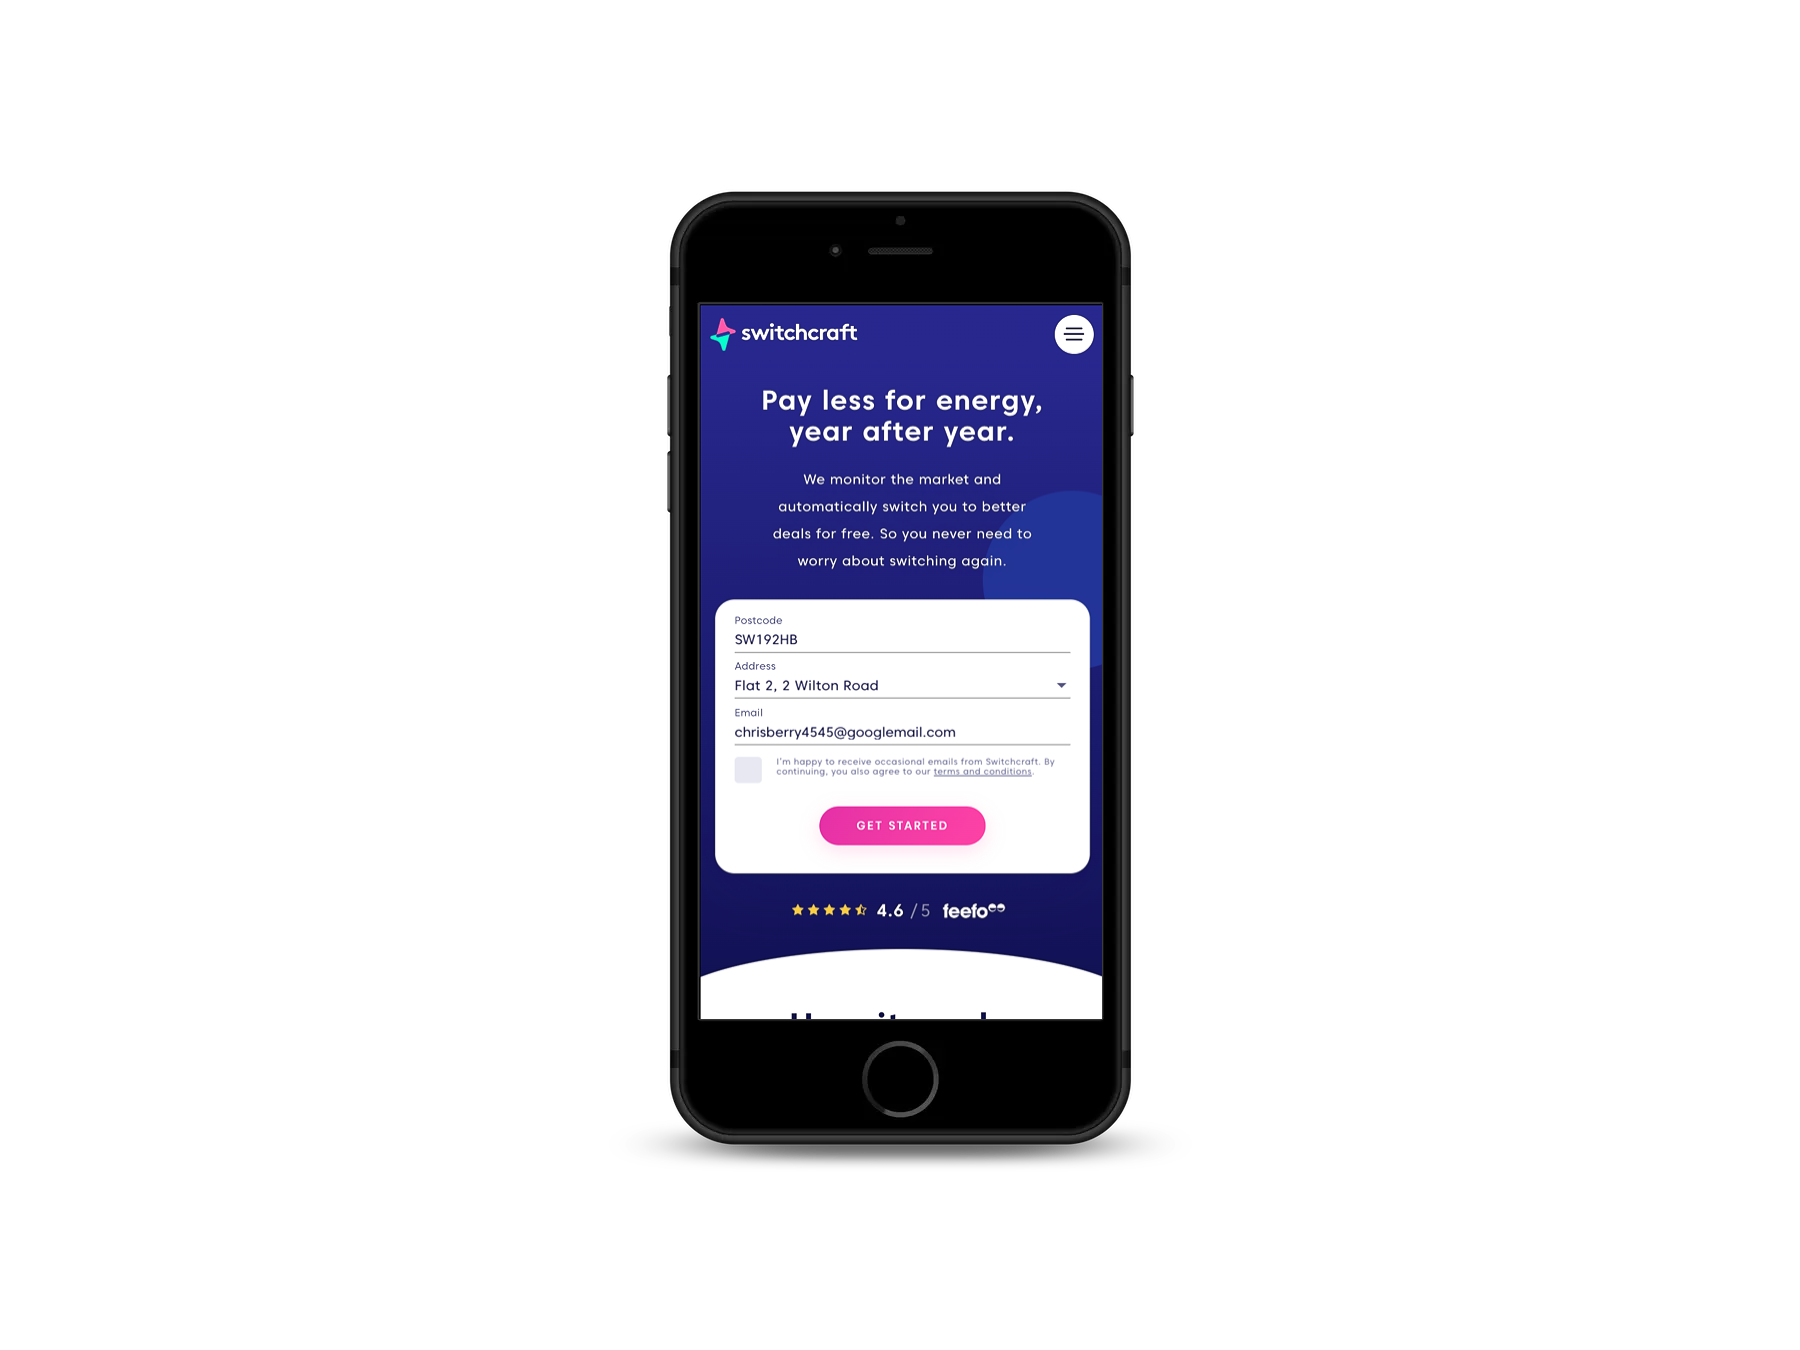 switchcraft
Pay less for energy,
year after year.
We monitor the market and
automatically switch you to better
deals for free. So you never need to
worry about switching again.
Postcode
SW192HB
Address
Flat 2, 2 Wilton Road
Email
chrisberry4545@googlemail.com
I'm happy to receive occasional emails from Switchcraft. By
continuing, you also agree to our terms and conditions.
GET STARTED
4.6 /5 feefo